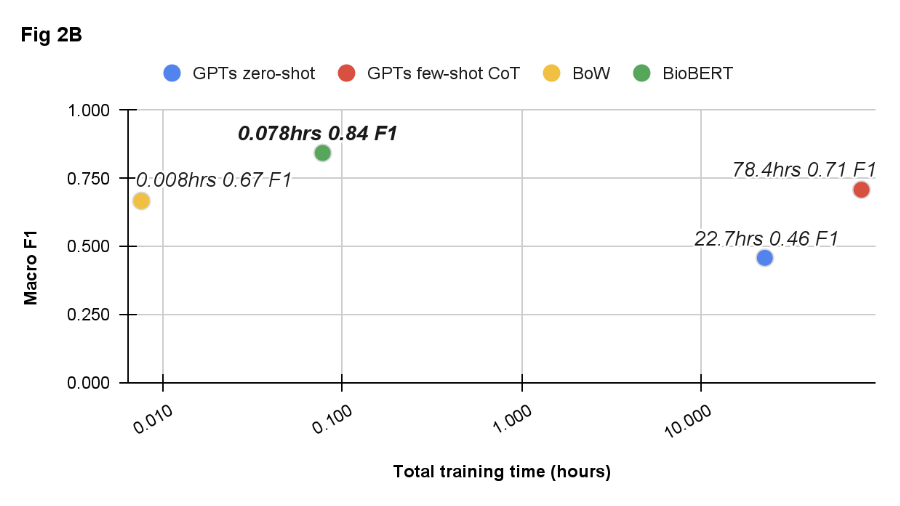 Fig 2B
GPTs zero-shot GPTs few-shot CoT BoW BioBERT
1.000
0.750
0.500
0.250
0.000
Macro F1
0.078hrs 0.84 F1
0.008hrs 0.67 F1
78.4hrs 0.71 F1
22.7hrs 0.46 F1
0.010 0.100 1.000 10.000
Total training time (hours)